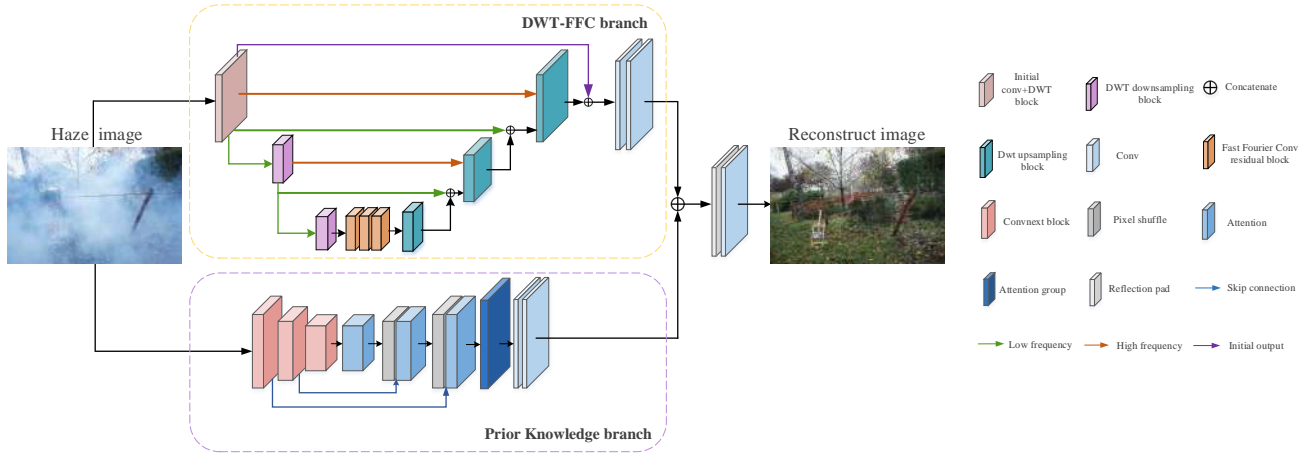 DWT-FFC branch
Haze image
Reconstruct image
Prior Knowledge branch
Initial
conv+DWT
block
DWT downsampling
block
Concatenate
Dwt upsampling
block
Conv
Fast Fourier Conv
residual block
Convnext block
Pixel shuffle
Attention
Attention group
Reflection pad
Skip connection
Low frequency
High frequency
Initial output